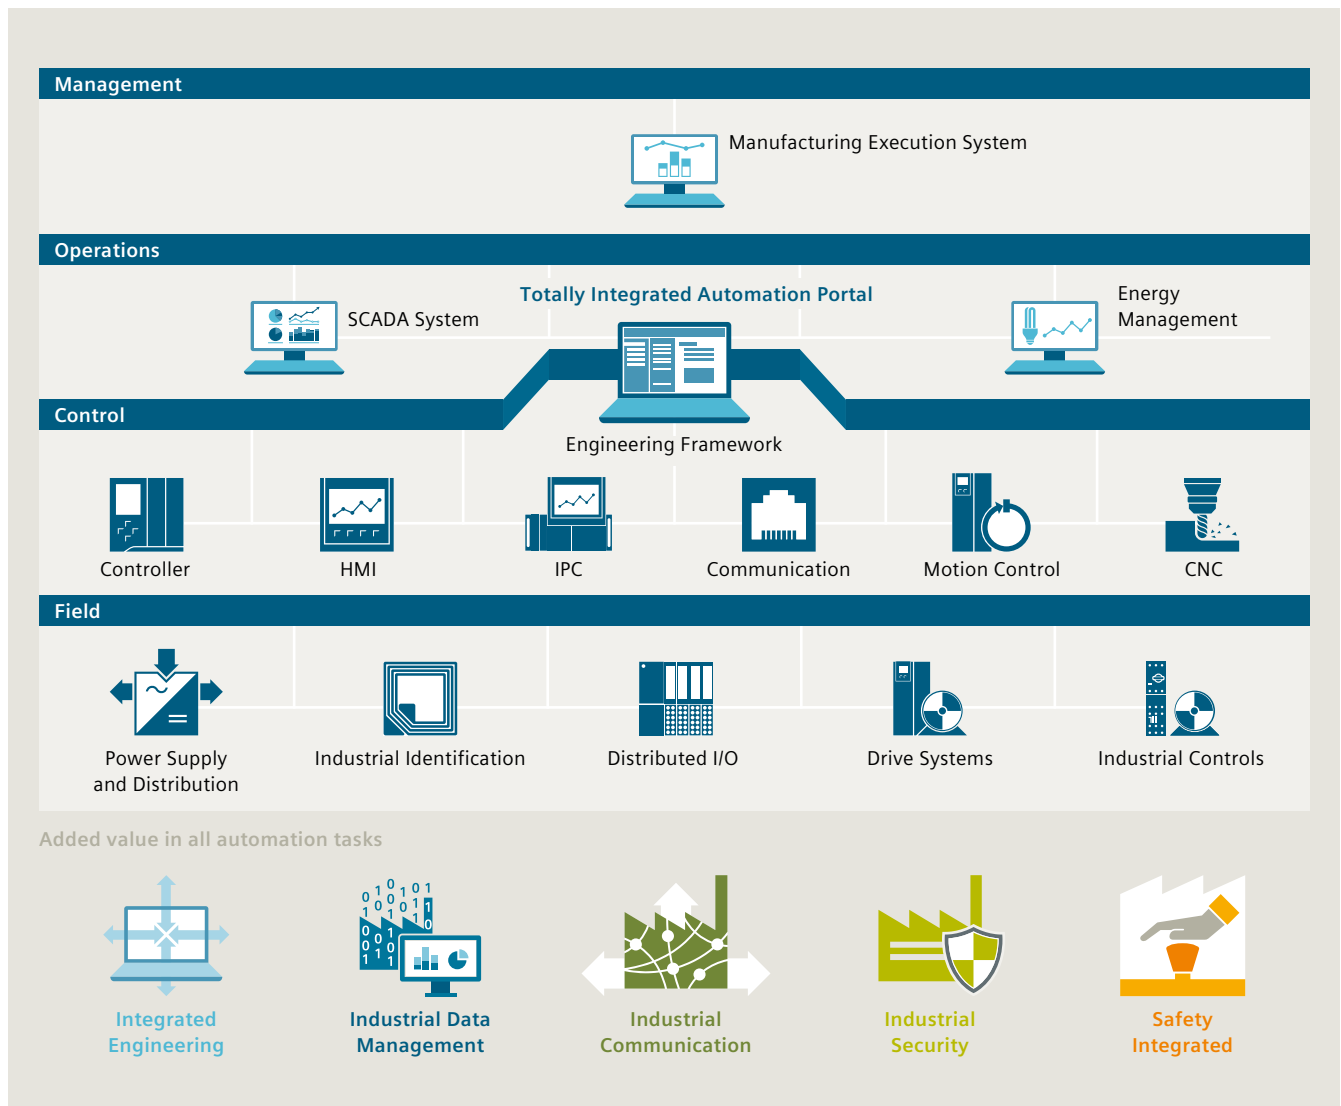 Management
Manufacturing Execution System
Operations
Totally Integrated Automation Portal
SCADA System
Energy
Management
Control
Engineering Framework
Controller
HMI
IPC
Communication
Motion Control
CNC
Field
Power Supply
and Distribution
Industrial Identification
Distributed I/O
Drive Systems
Industrial Controls
Added value in all automation tasks
Integrated
Engineering
Industrial Data
Management
Industrial
Communication
Industrial
Security
Safety
Integrated